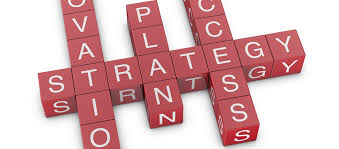 OVATIO
PLAN
CCESS
STRATEGY